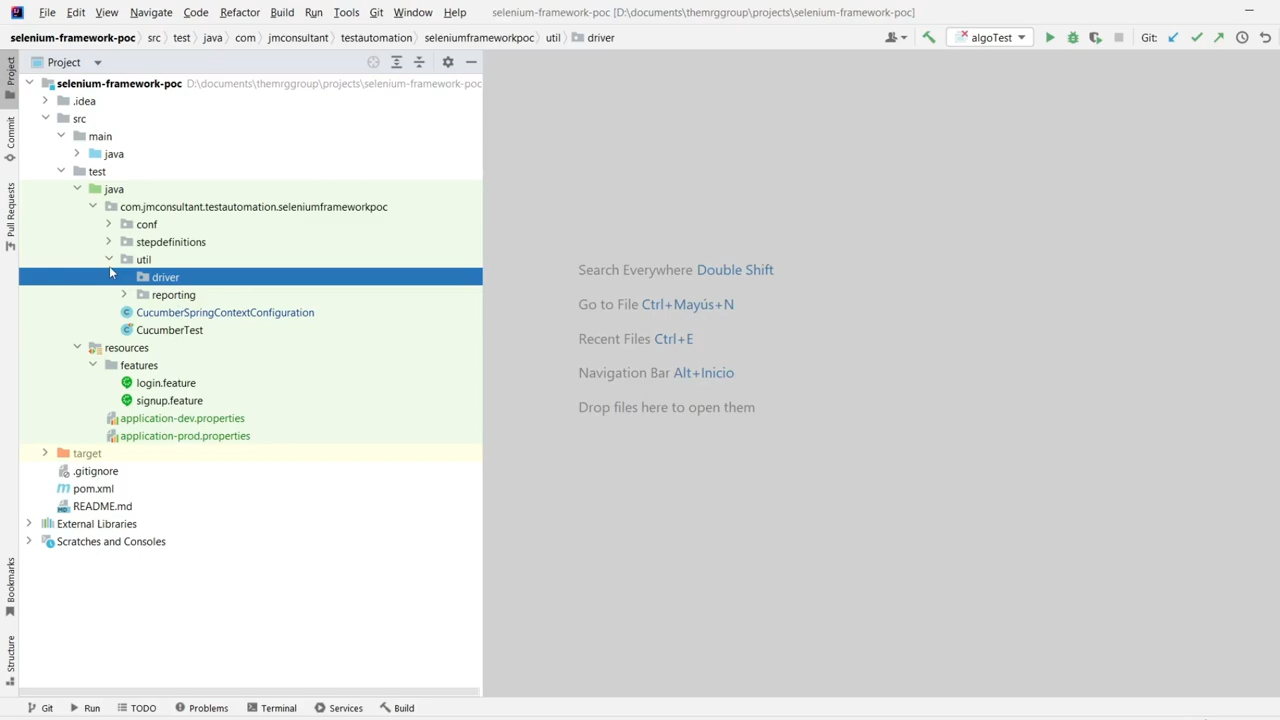 File Edit View Navigate Code Refactor Build Run Tools Git Window Help selenium-framework-poc [D:\documents\themrggroup\projects\selenium-framework-poc]
selenium-framework-poc src test java com jmconsultant testautomation seleniumframeworkpoc util driver algoTest Git:
Project
selenium-framework-poc D:\documents\themrggroup\projects\selenium-framework-poc
.idea
src
main
java
test
java
com.jmconsultant.testautomation.seleniumframeworkpoc
conf
stepdefinitions
util
driver
reporting
CucumberSpringContextConfiguration
CucumberTest
resources
features
login.feature
signup.feature
application-dev.properties
application-prod.properties
target
.gitignore
pom.xml
README.md
External Libraries
Scratches and Consoles
Search Everywhere Double Shift
Go to File Ctrl+Mayús+N
Recent Files Ctrl+E
Navigation Bar Alt+Inicio
Drop files here to open them
Project
Commit
Pull Requests
Bookmarks
Structure
Git Run TODO Problems Terminal Services Build